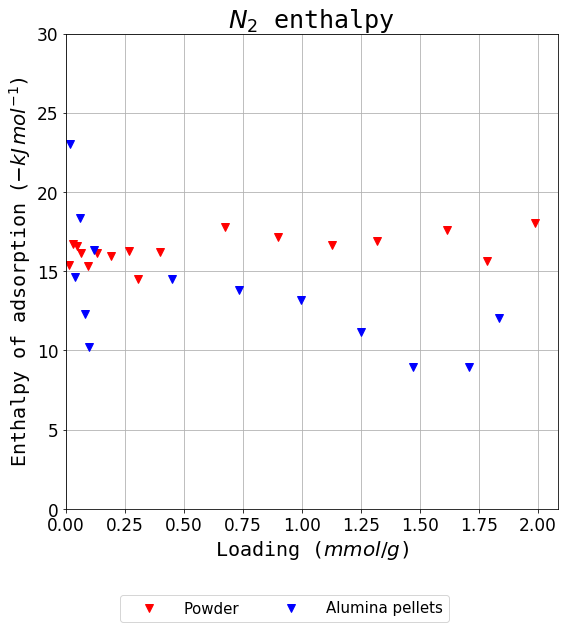 N₂ enthalpy
30
25
20
15
10
5
0
Enthalpy of adsorption (−kJ mol⁻¹)
0.00 0.25 0.50 0.75 1.00 1.25 1.50 1.75 2.00
Loading (mmol/g)
Powder Alumina pellets